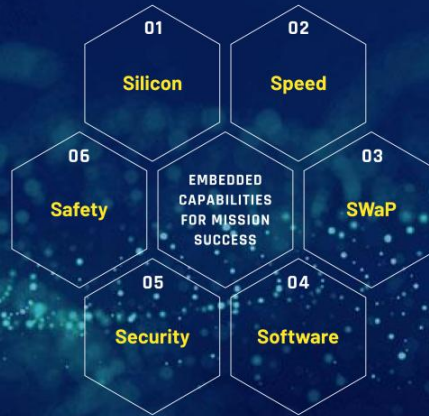 01
Silicon
02
Speed
03
SWaP
04
Software
05
Security
06
Safety
EMBEDDED
CAPABILITIES
FOR MISSION
SUCCESS